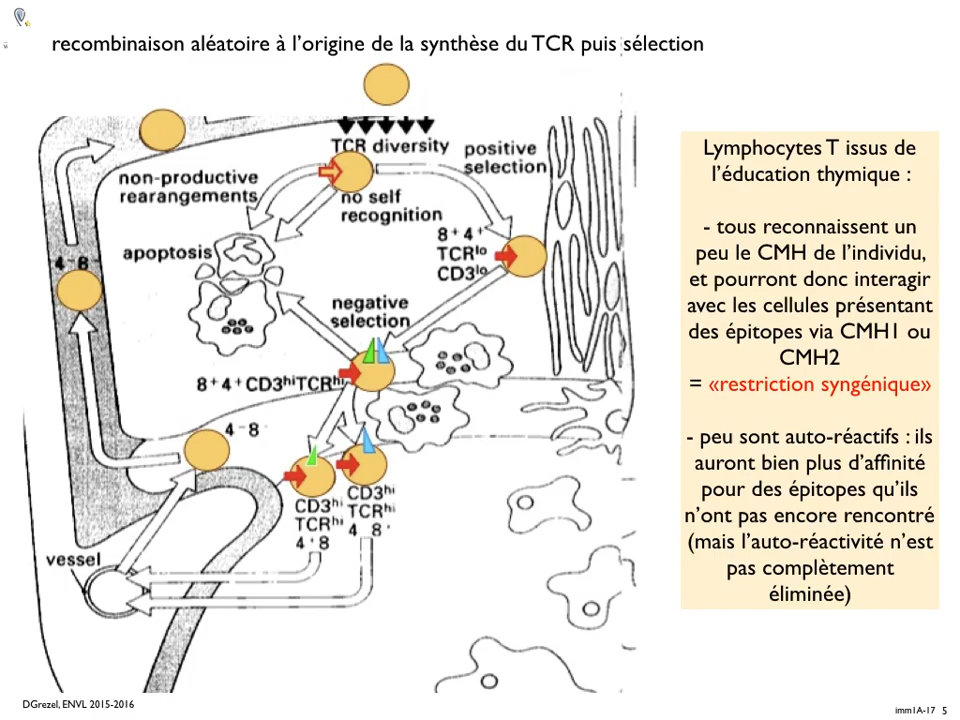 recombinaison aléatoire à l’origine de la synthèse du TCR puis sélection
TCR diversity
positive
selection
non-productive
rearrangements
no self
recognition
apoptosis
8⁺4⁺
TCRˡᵒ
CD3ˡᵒ
4⁻8⁻
negative
selection
8⁺4⁺CD3ʰⁱTCRʰⁱ
4⁻8⁻
CD3ʰⁱ
TCRʰⁱ
4⁺8
CD3ʰⁱ
TCRʰⁱ
4 8⁺
vessel
Lymphocytes T issus de
l’éducation thymique :
- tous reconnaissent un
peu le CMH de l’individu,
et pourront donc interagir
avec les cellules présentant
des épitopes via CMH1 ou
CMH2
= «restriction syngénique»
- peu sont auto-réactifs : ils
auront bien plus d’affinité
pour des épitopes qu’ils
n’ont pas encore rencontré
(mais l’auto-réactivité n’est
pas complètement
éliminée)
DGrezel, ENVL 2015-2016
imm1A-17 5